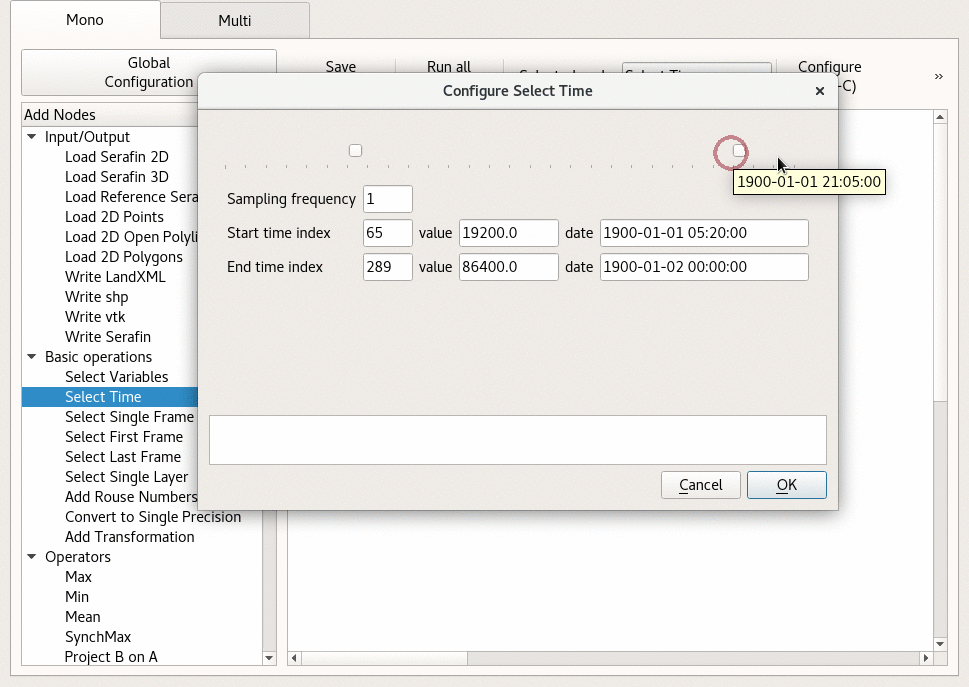 Mono
Multi
Global
Configuration
Save
Run all
Configure
-C)
»
Configure Select Time
×
Add Nodes
Input/Output
Load Serafin 2D
Load Serafin 3D
Load Reference Sera
Load 2D Points
Load 2D Open Polyli
Load 2D Polygons
Write LandXML
Write shp
Write vtk
Write Serafin
Basic operations
Select Variables
Select Time
Select Single Frame
Select First Frame
Select Last Frame
Select Single Layer
Add Rouse Numbers
Convert to Single Precision
Add Transformation
Operators
Max
Min
Mean
SynchMax
Project B on A
1900-01-01 21:05:00
Sampling frequency 1
Start time index 65 value 19200.0 date 1900-01-01 05:20:00
End time index 289 value 86400.0 date 1900-01-02 00:00:00
Cancel OK